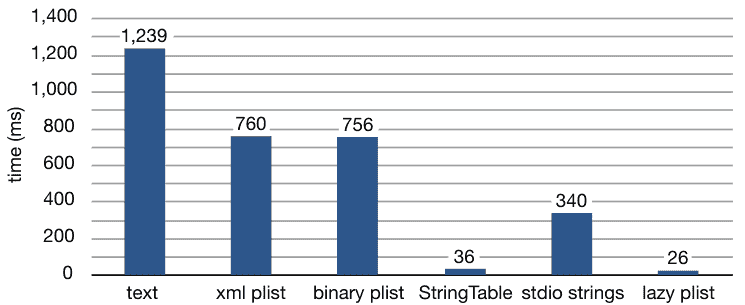 1,400
1,239
1,200
1,000
time (ms)
800
760
756
600
400
340
200
36
26
0
text
xml plist
binary plist
StringTable
stdio strings
lazy plist